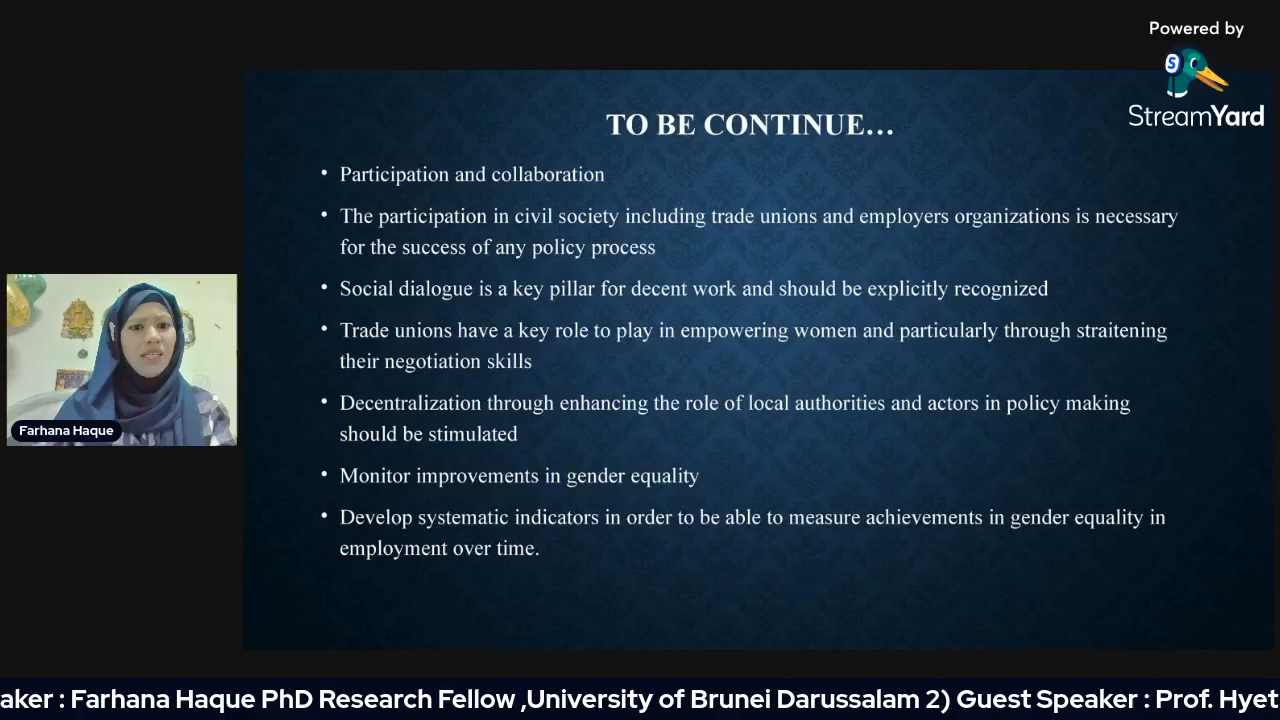 Powered by
S
StreamYard
TO BE CONTINUE...
• Participation and collaboration
• The participation in civil society including trade unions and employers organizations is necessary
for the success of any policy process
• Social dialogue is a key pillar for decent work and should be explicitly recognized
• Trade unions have a key role to play in empowering women and particularly through straitening
their negotiation skills
• Decentralization through enhancing the role of local authorities and actors in policy making
should be stimulated
• Monitor improvements in gender equality
• Develop systematic indicators in order to be able to measure achievements in gender equality in
employment over time.
Farhana Haque
aker : Farhana Haque PhD Research Fellow ,University of Brunei Darussalam 2) Guest Speaker : Prof. Hyet